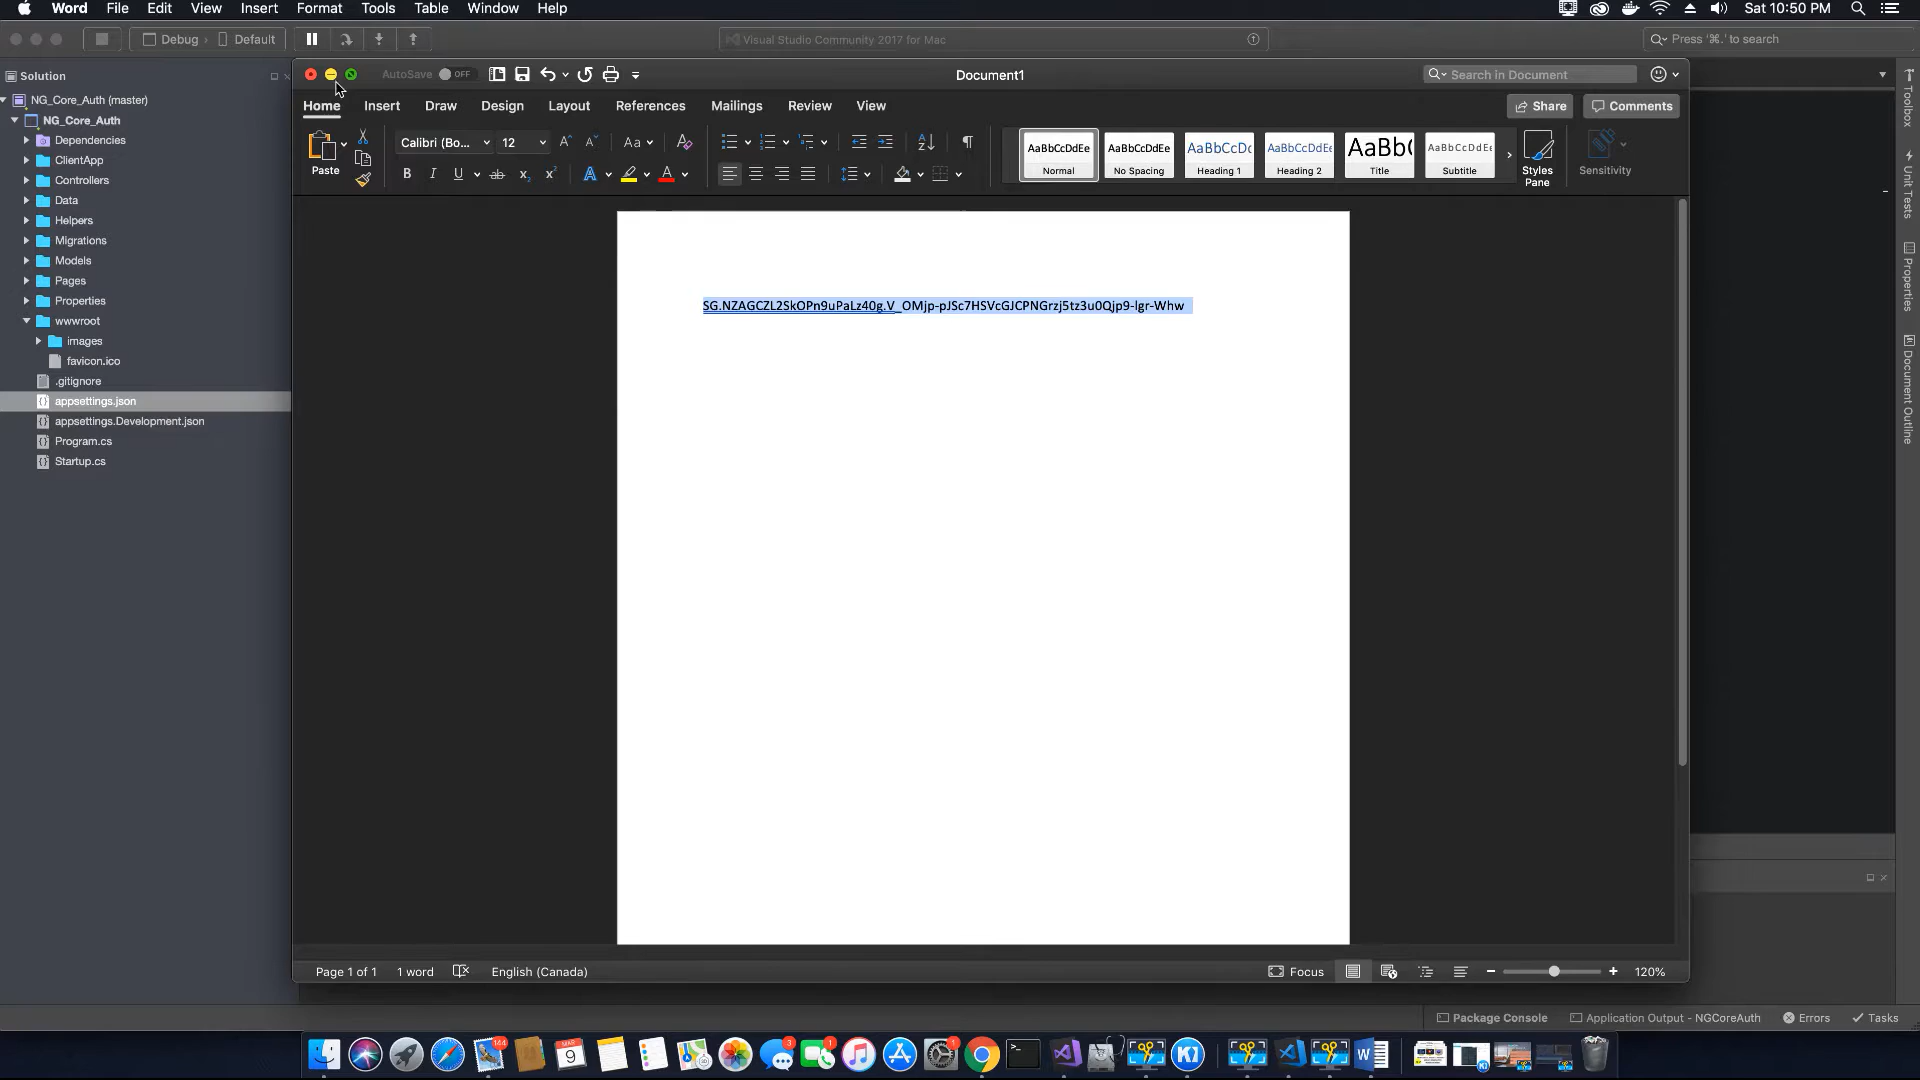 Word File Edit View Insert Format Tools Table Window Help Sat 10:50 PM
Debug Default Visual Studio Community 2017 for Mac Press '⌘.' to search
Solution
NG_Core_Auth (master)
NG_Core_Auth
Dependencies
ClientApp
Controllers
Data
Helpers
Migrations
Models
Pages
Properties
wwwroot
images
favicon.ico
.gitignore
appsettings.json
appsettings.Development.json
Program.cs
Startup.cs
AutoSave OFF Document1 Search in Document
Home Insert Draw Design Layout References Mailings Review View Share Comments
Paste Calibri (Bo... 12
AaBbCcDdEe AaBbCcDdEe AaBbCcDc AaBbCcDdEe AaBb( AaBbCcDdEe
Normal No Spacing Heading 1 Heading 2 Title Subtitle Styles Pane Sensitivity
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
Page 1 of 1 1 word English (Canada) Focus 120%
Toolbox
Unit Tests
Properties
Document Outline
Package Console Application Output - NGCoreAuth Errors Tasks
144 MAR 9 3 1 1